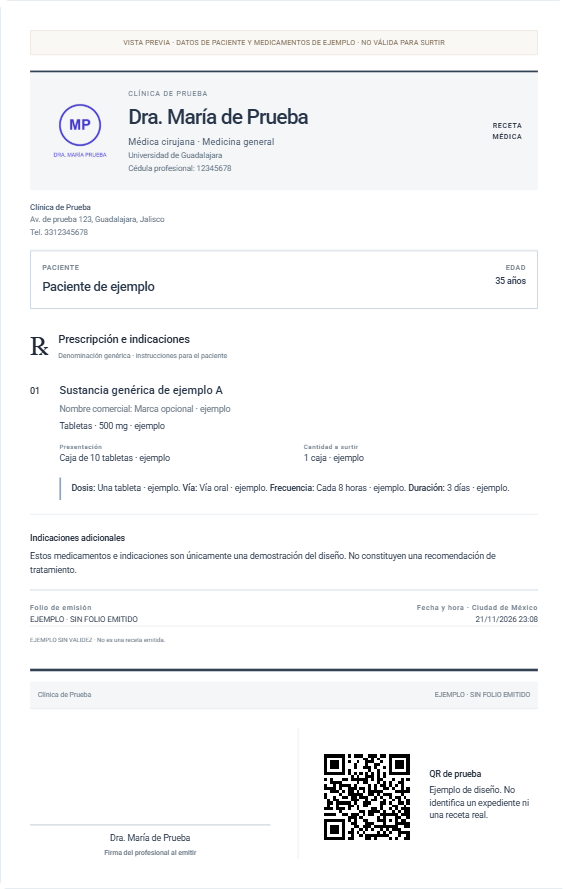 VISTA PREVIA · DATOS DE PACIENTE Y MEDICAMENTOS DE EJEMPLO · NO VÁLIDA PARA SURTIR
MP
DRA. MARÍA PRUEBA
CLÍNICA DE PRUEBA
Dra. María de Prueba
Médica cirujana · Medicina general
Universidad de Guadalajara
Cédula profesional: 12345678
RECETA
MÉDICA
Clínica de Prueba
Av. de prueba 123, Guadalajara, Jalisco
Tel. 3312345678
PACIENTE
Paciente de ejemplo
EDAD
35 años
℞ Prescripción e indicaciones
Denominación genérica · instrucciones para el paciente
01 Sustancia genérica de ejemplo A
Nombre comercial: Marca opcional · ejemplo
Tabletas · 500 mg · ejemplo
Presentación
Caja de 10 tabletas · ejemplo
Cantidad a surtir
1 caja · ejemplo
Dosis: Una tableta · ejemplo. Vía: Vía oral · ejemplo. Frecuencia: Cada 8 horas · ejemplo. Duración: 3 días · ejemplo.
Indicaciones adicionales
Estos medicamentos e indicaciones son únicamente una demostración del diseño. No constituyen una recomendación de
tratamiento.
Folio de emisión
EJEMPLO · SIN FOLIO EMITIDO
Fecha y hora · Ciudad de México
21/11/2026 23:08
EJEMPLO SIN VALIDEZ · No es una receta emitida.
Clínica de Prueba
EJEMPLO · SIN FOLIO EMITIDO
Dra. María de Prueba
Firma del profesional al emitir
QR de prueba
Ejemplo de diseño. No
identifica un expediente ni
una receta real.